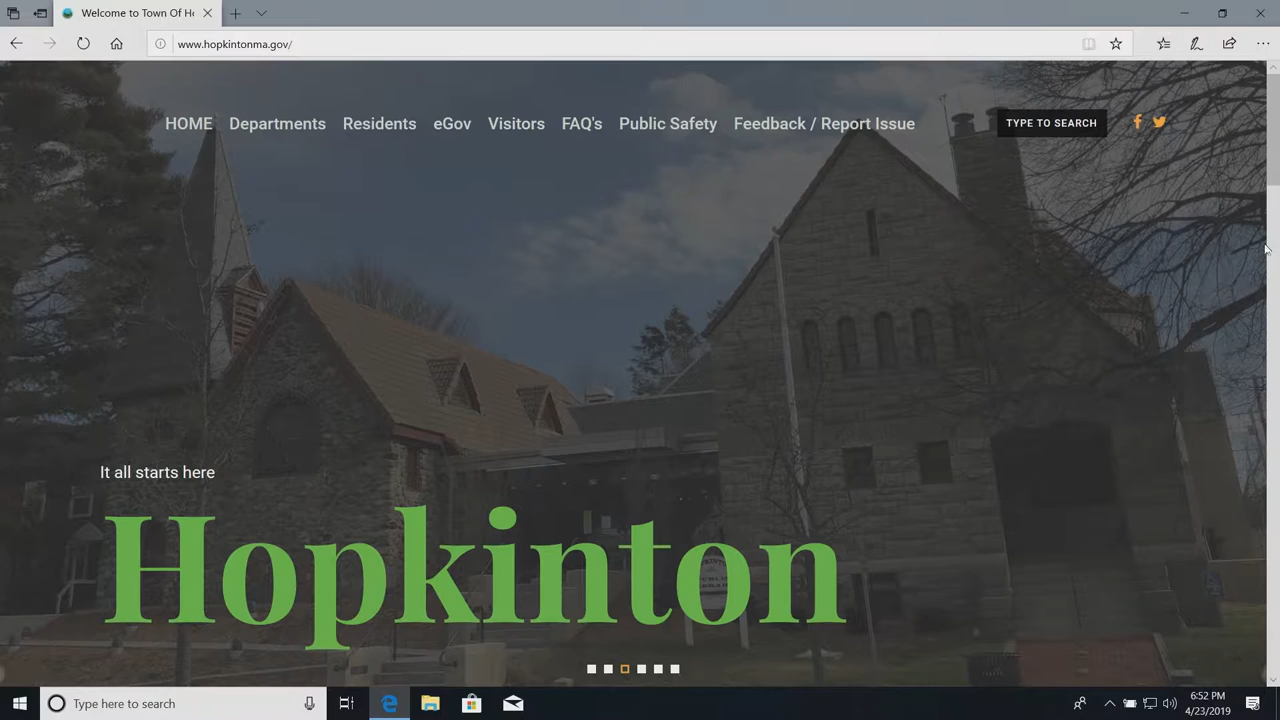 Welcome to Town Of Ho
www.hopkintonma.gov/
HOME Departments Residents eGov Visitors FAQ's Public Safety Feedback / Report Issue TYPE TO SEARCH
It all starts here
Hopkinton
Type here to search
6:52 PM
4/23/2019